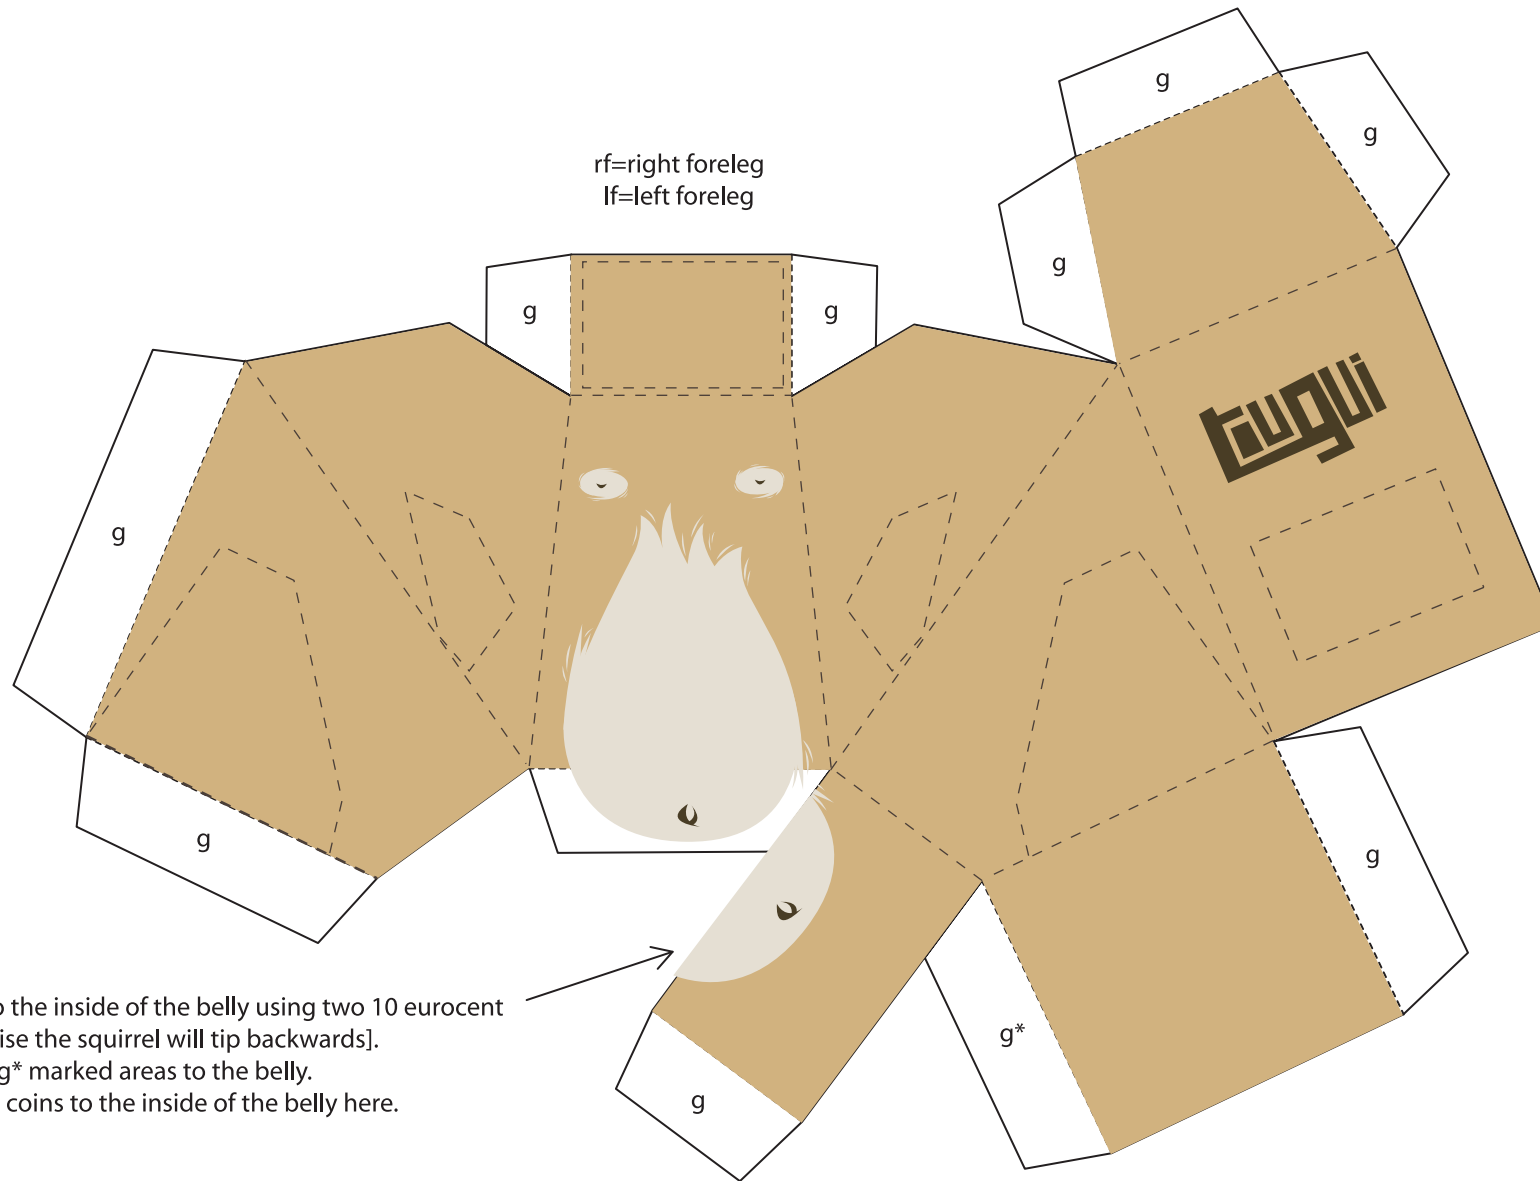 g
g
rf=right foreleg
lf=left foreleg
g
g
g
tougui
g
g
g
o the inside of the belly using two 10 eurocent
ise the squirrel will tip backwards].
g* marked areas to the belly.
coins to the inside of the belly here.
g*
g